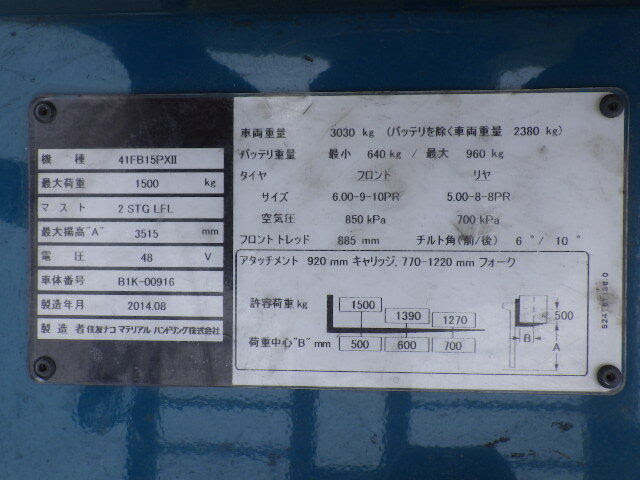 機 種 41FB15PXII
最大荷重 1500 kg
マスト 2 STG LFL
最大揚高"A" 3515 mm
電 圧 48 V
車体番号 B1K-00916
製造年月 2014.08
製造者 住友ナコ マテリアル ハンドリング株式会社
車両重量 3030 kg (バッテリを除く車両重量 2380 kg)
バッテリ重量 最小 640 kg / 最大 960 kg
タイヤ フロント リヤ
サイズ 6.00-9-10PR 5.00-8-8PR
空気圧 850 kPa 700 kPa
フロントトレッド 885 mm チルト角(前/後) 6 °/ 10 °
アタッチメント 920 mm キャリッジ, 770-1220 mm フォーク
許容荷重 kg 1500 1390 1270
荷重中心"B" mm 500 600 700
500
B
A